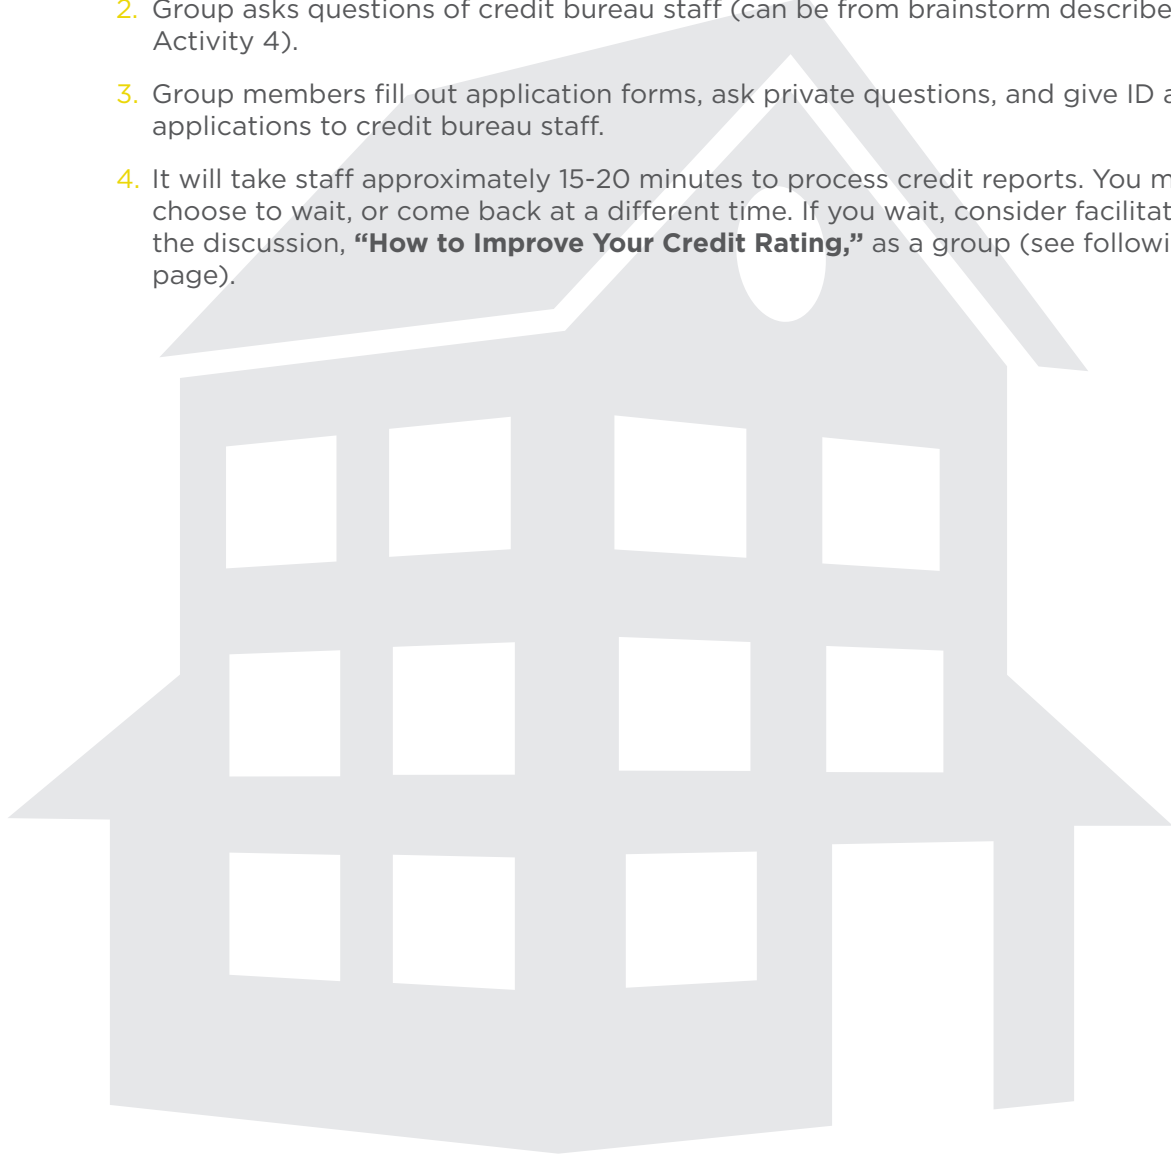 2. Group asks questions of credit bureau staff (can be from brainstorm describe
Activity 4).
3. Group members fill out application forms, ask private questions, and give ID a
applications to credit bureau staff.
4. It will take staff approximately 15-20 minutes to process credit reports. You m
choose to wait, or come back at a different time. If you wait, consider facilitat
the discussion, “How to Improve Your Credit Rating,” as a group (see followi
page).